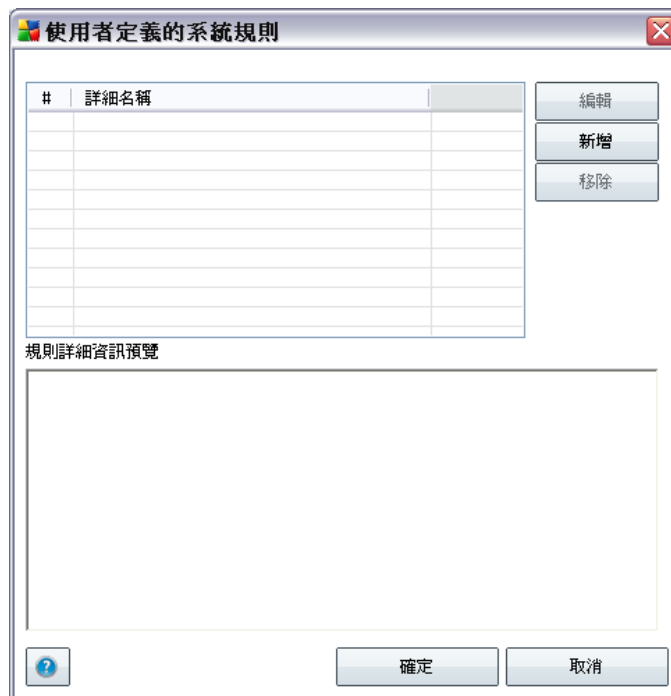 使用者定義的系統規則
# 詳細名稱
編輯
新增
移除
規則詳細資訊預覽
確定 取消